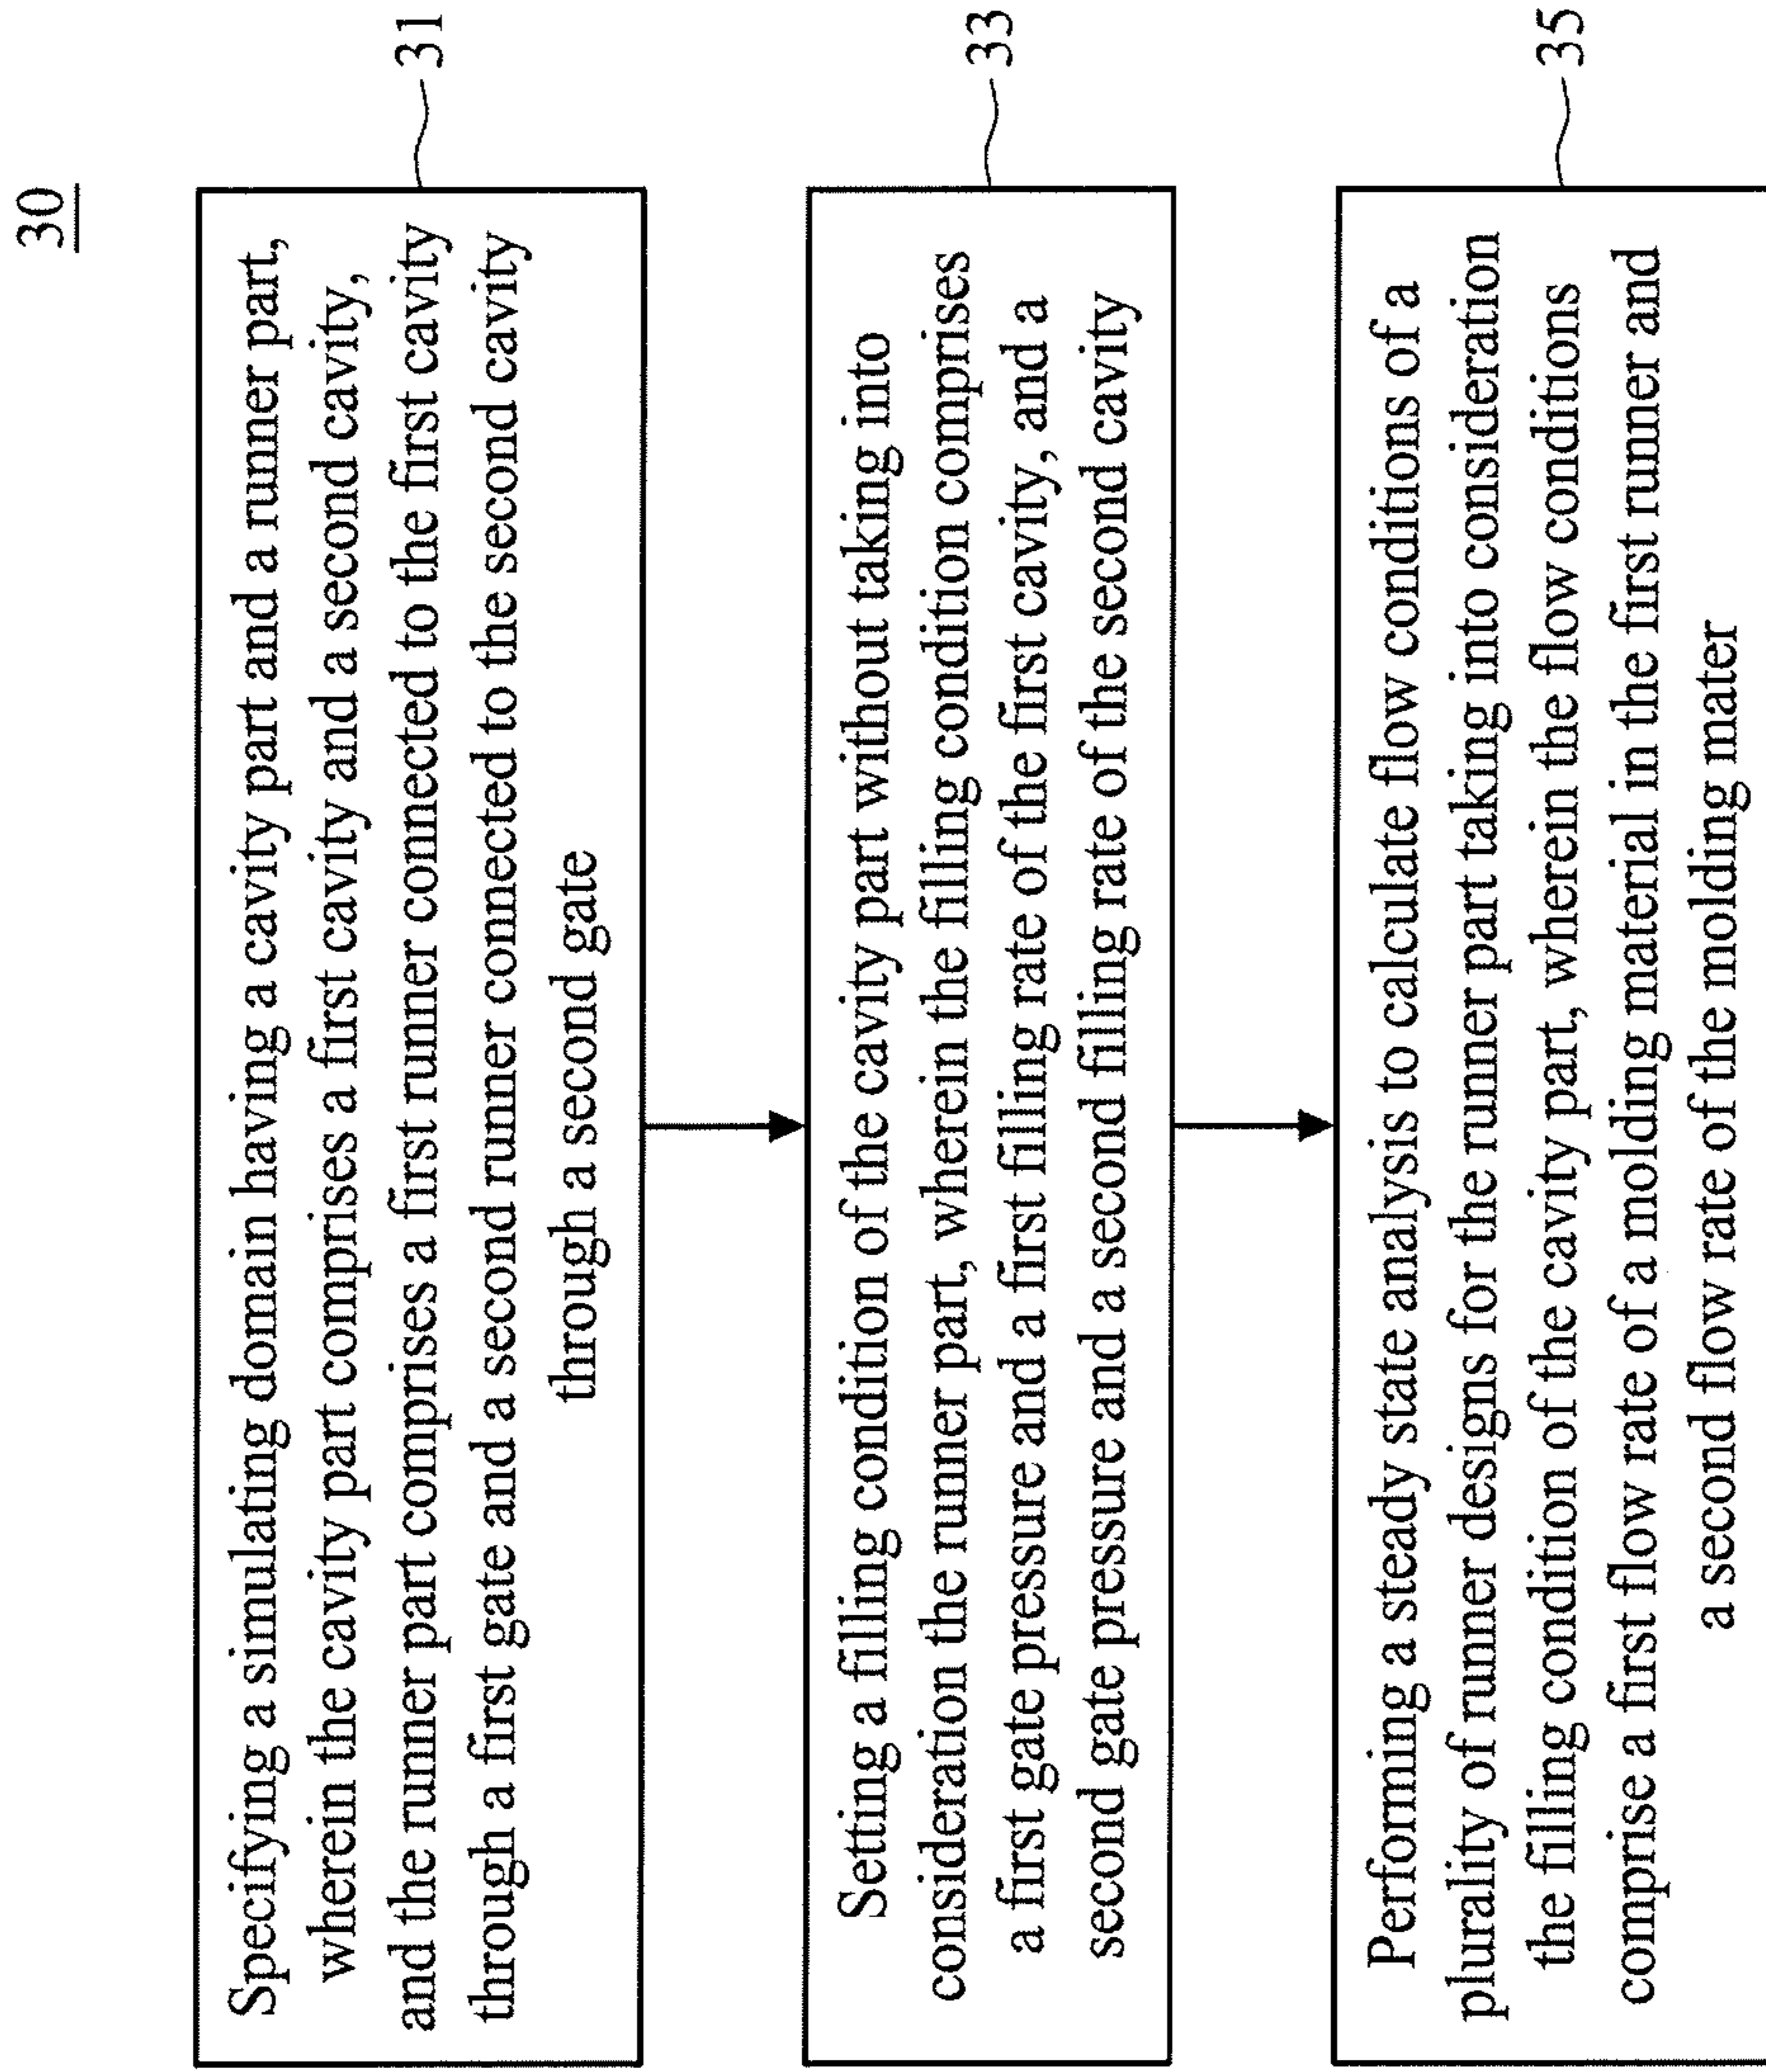 30
Specifying a simulating domain having a cavity part and a runner part,
wherein the cavity part comprises a first cavity and a second cavity,
and the runner part comprises a first runner connected to the first cavity
through a first gate and a second runner connected to the second cavity
through a second gate
31
Setting a filling condition of the cavity part without taking into
consideration the runner part, wherein the filling condition comprises
a first gate pressure and a first filling rate of the first cavity, and a
second gate pressure and a second filling rate of the second cavity
33
Performing a steady state analysis to calculate flow conditions of a
plurality of runner designs for the runner part taking into consideration
the filling condition of the cavity part, wherein the flow conditions
comprise a first flow rate of a molding material in the first runner and
a second flow rate of the molding mater
35